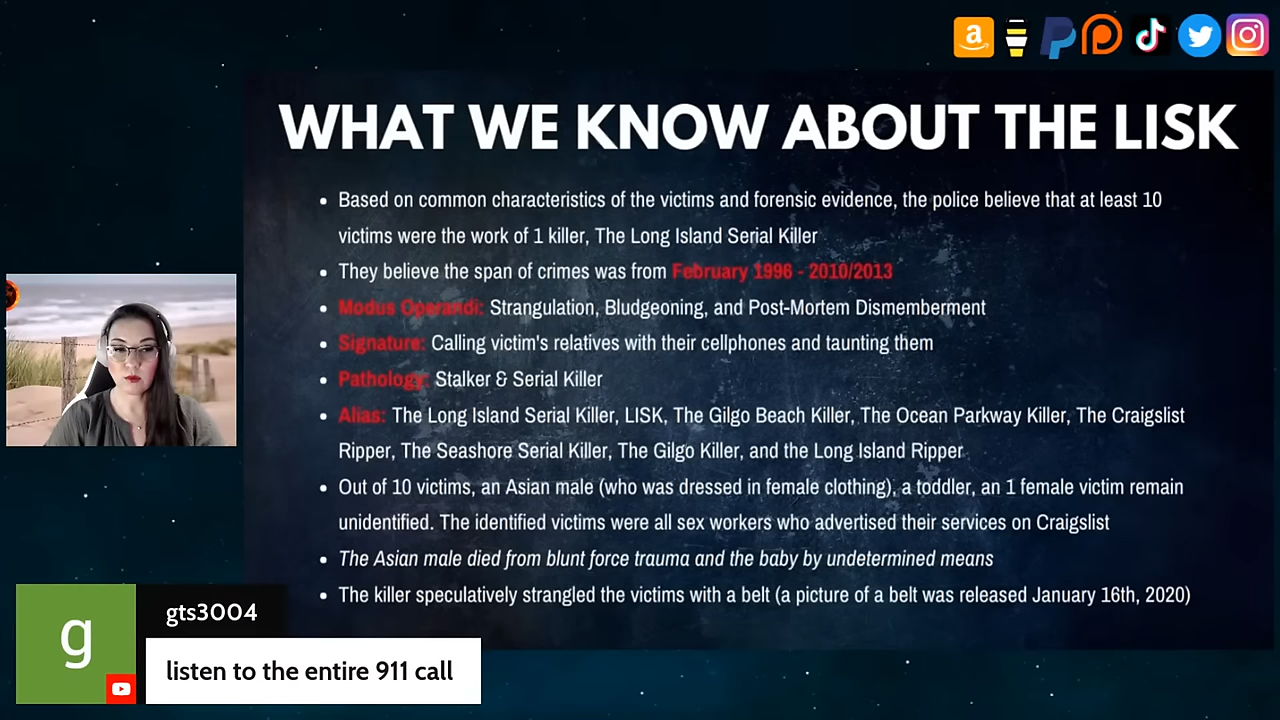 WHAT WE KNOW ABOUT THE LISK
Based on common characteristics of the victims and forensic evidence, the police believe that at least 10
victims were the work of 1 killer, The Long Island Serial Killer
They believe the span of crimes was from February 1996 - 2010/2013
Modus Operandi: Strangulation, Bludgeoning, and Post-Mortem Dismemberment
Signature: Calling victim's relatives with their cellphones and taunting them
Pathology: Stalker & Serial Killer
Alias: The Long Island Serial Killer, LISK, The Gilgo Beach Killer, The Ocean Parkway Killer, The Craigslist
Ripper, The Seashore Serial Killer, The Gilgo Killer, and the Long Island Ripper
Out of 10 victims, an Asian male (who was dressed in female clothing), a toddler, an 1 female victim remain
unidentified. The identified victims were all sex workers who advertised their services on Craigslist
The Asian male died from blunt force trauma and the baby by undetermined means
The killer speculatively strangled the victims with a belt (a picture of a belt was released January 16th, 2020)
g
gts3004
listen to the entire 911 call